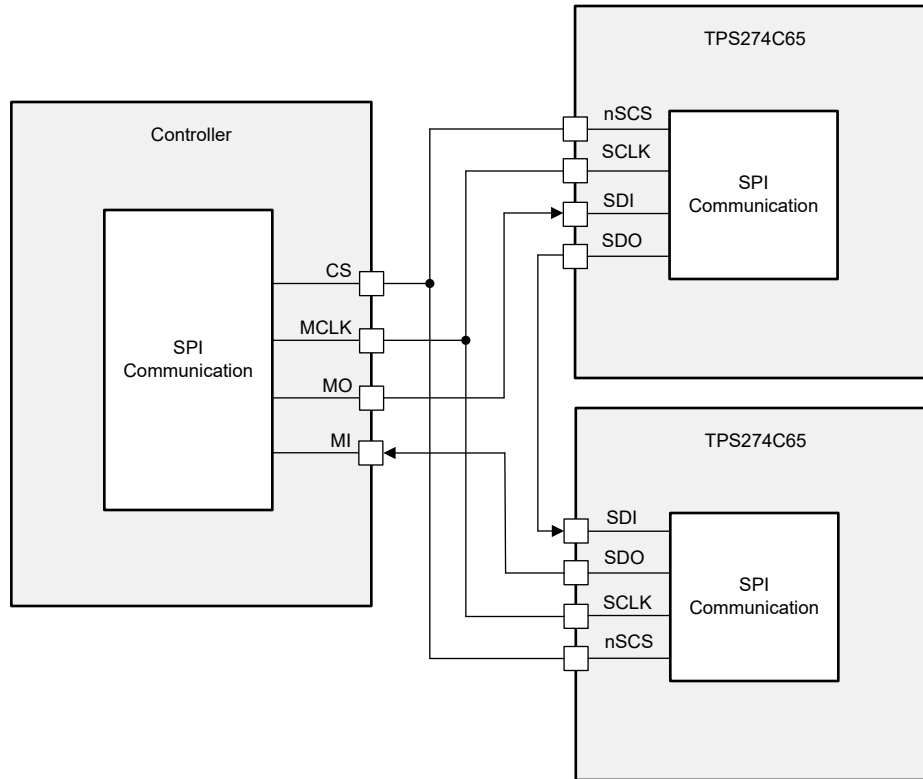 Controller
SPI
Communication
CS
MCLK
MO
MI
TPS274C65
nSCS
SCLK
SDI
SDO
SPI
Communication
TPS274C65
SDI
SDO
SCLK
nSCS
SPI
Communication